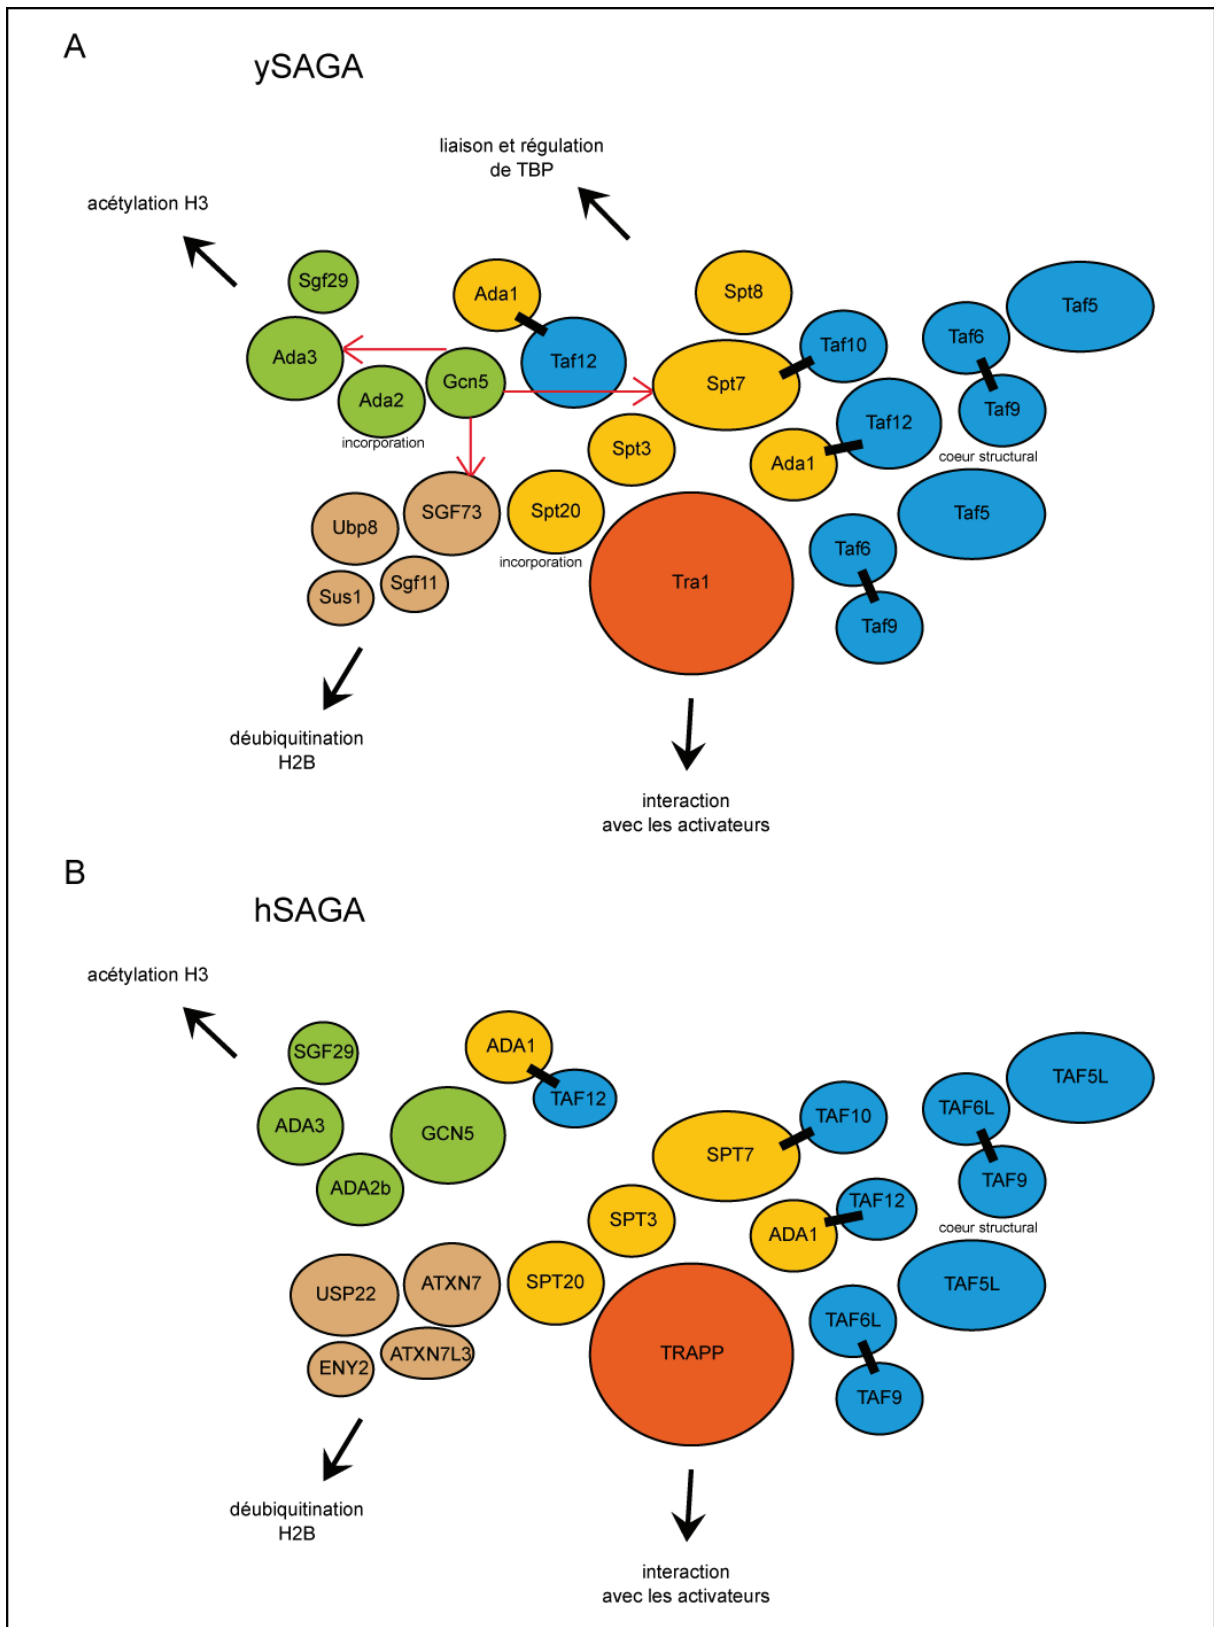 A
ySAGA
liaison et régulation
de TBP
acétylation H3
Sgf29
Ada1
Spt8
Taf5
Taf6
Taf10
Ada3
Taf12
Gcn5
Spt7
Ada2
Taf9
Taf12
incorporation
Spt3
Ada1
coeur structural
SGF73
Spt20
Taf5
Ubp8
Taf6
incorporation
Sgf11
Tra1
Sus1
Taf9
déubiquitination
H2B
interaction
avec les activateurs
B
hSAGA
acétylation H3
SGF29
ADA1
TAF5L
TAF12
TAF6L
TAF10
ADA3
GCN5
SPT7
TAF9
ADA2b
TAF12
SPT3
ADA1
coeur structural
ATXN7
SPT20
TAF5L
USP22
TAF6L
ATXN7L3
TRAPP
ENY2
TAF9
déubiquitination
H2B
interaction
avec les activateurs